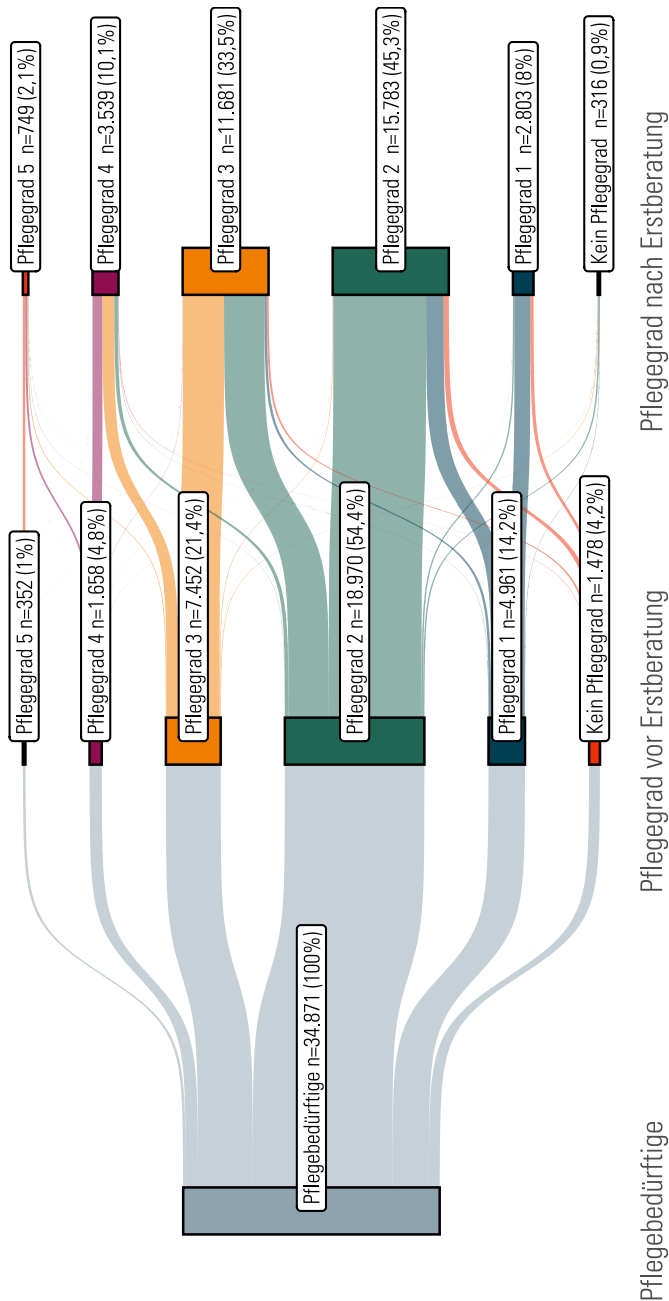 Pflegebedürftige
Pflegegrad vor Erstberatung
Pflegegrad nach Erstberatung
Pflegebedürftige n=34.871 (100%)
Pflegegrad 5 n=352 (1%)
Pflegegrad 4 n=1.658 (4,8%)
Pflegegrad 3 n=7.452 (21,4%)
Pflegegrad 2 n=18.970 (54,4%)
Pflegegrad 1 n=4.961 (14,2%)
Kein Pflegegrad n=1.478 (4,2%)
Pflegegrad 5 n=749 (2,1%)
Pflegegrad 4 n=3.539 (10,1%)
Pflegegrad 3 n=11.681 (33,5%)
Pflegegrad 2 n=15.783 (45,3%)
Pflegegrad 1 n=2.803 (8%)
Kein Pflegegrad n=316 (0,9%)